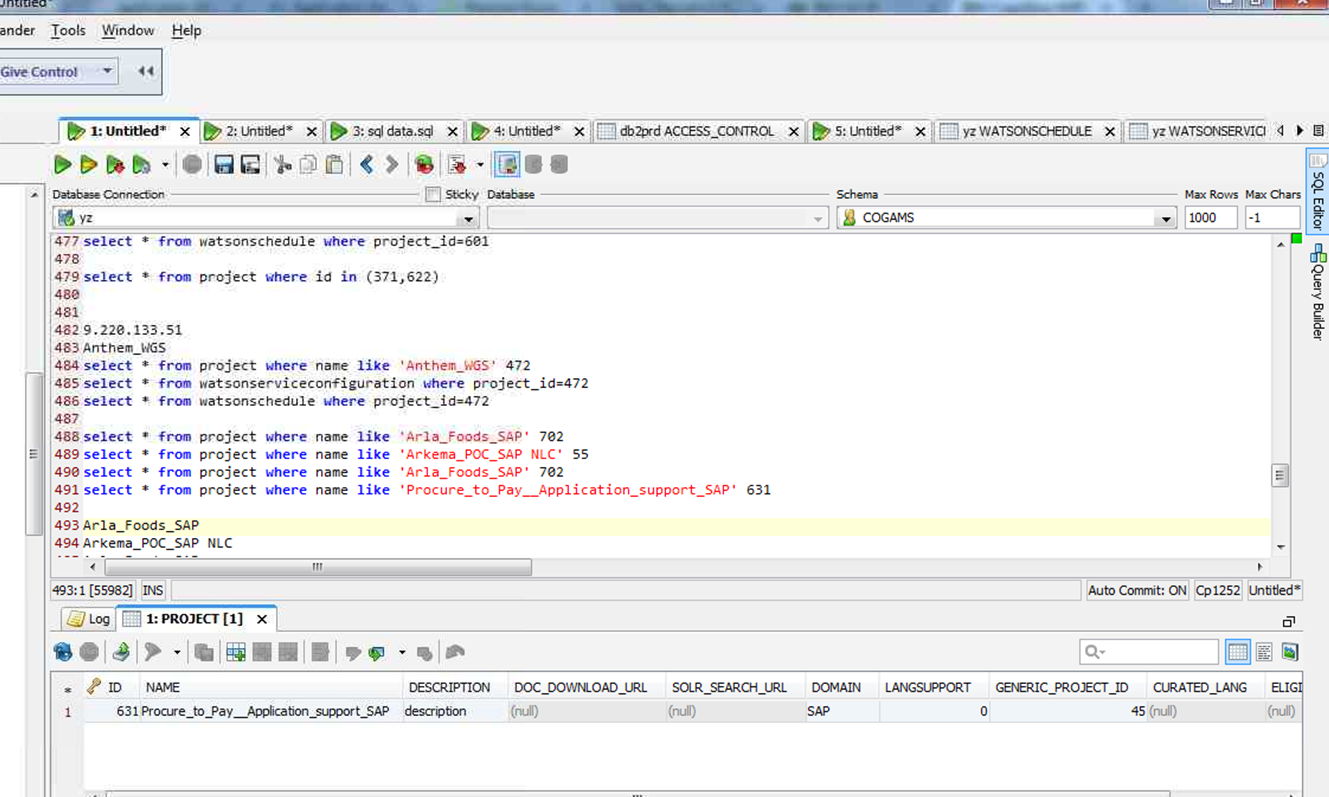 Untitled*
ander Tools Window Help
Give Control
1: Untitled* 2: Untitled* 3: sql data.sql 4: Untitled* db2prd ACCESS_CONTROL 5: Untitled* yz WATSONSCHEDULE yz WATSONSERVICI
Database Connection Sticky Database Schema Max Rows Max Chars
yz COGAMS 1000 -1
SQL Editor
Query Builder
477 select * from watsonschedule where project_id=601
478
479 select * from project where id in (371,622)
480
481
482 9.220.133.51
483 Anthem_WGS
484 select * from project where name like 'Anthem_WGS' 472
485 select * from watsonserviceconfiguration where project_id=472
486 select * from watsonschedule where project_id=472
487
488 select * from project where name like 'Arla_Foods_SAP' 702
489 select * from project where name like 'Arkema_POC_SAP NLC' 55
490 select * from project where name like 'Arla_Foods_SAP' 702
491 select * from project where name like 'Procure_to_Pay__Application_support_SAP' 631
492
493 Arla_Foods_SAP
494 Arkema_POC_SAP NLC
493:1 [55982] INS Auto Commit: ON Cp1252 Untitled*
Log 1: PROJECT [1]
* ID NAME DESCRIPTION DOC_DOWNLOAD_URL SOLR_SEARCH_URL DOMAIN LANGSUPPORT GENERIC_PROJECT_ID CURATED_LANG ELIGI
1 631 Procure_to_Pay__Application_support_SAP description (null) (null) SAP 0 45 (null) (null)